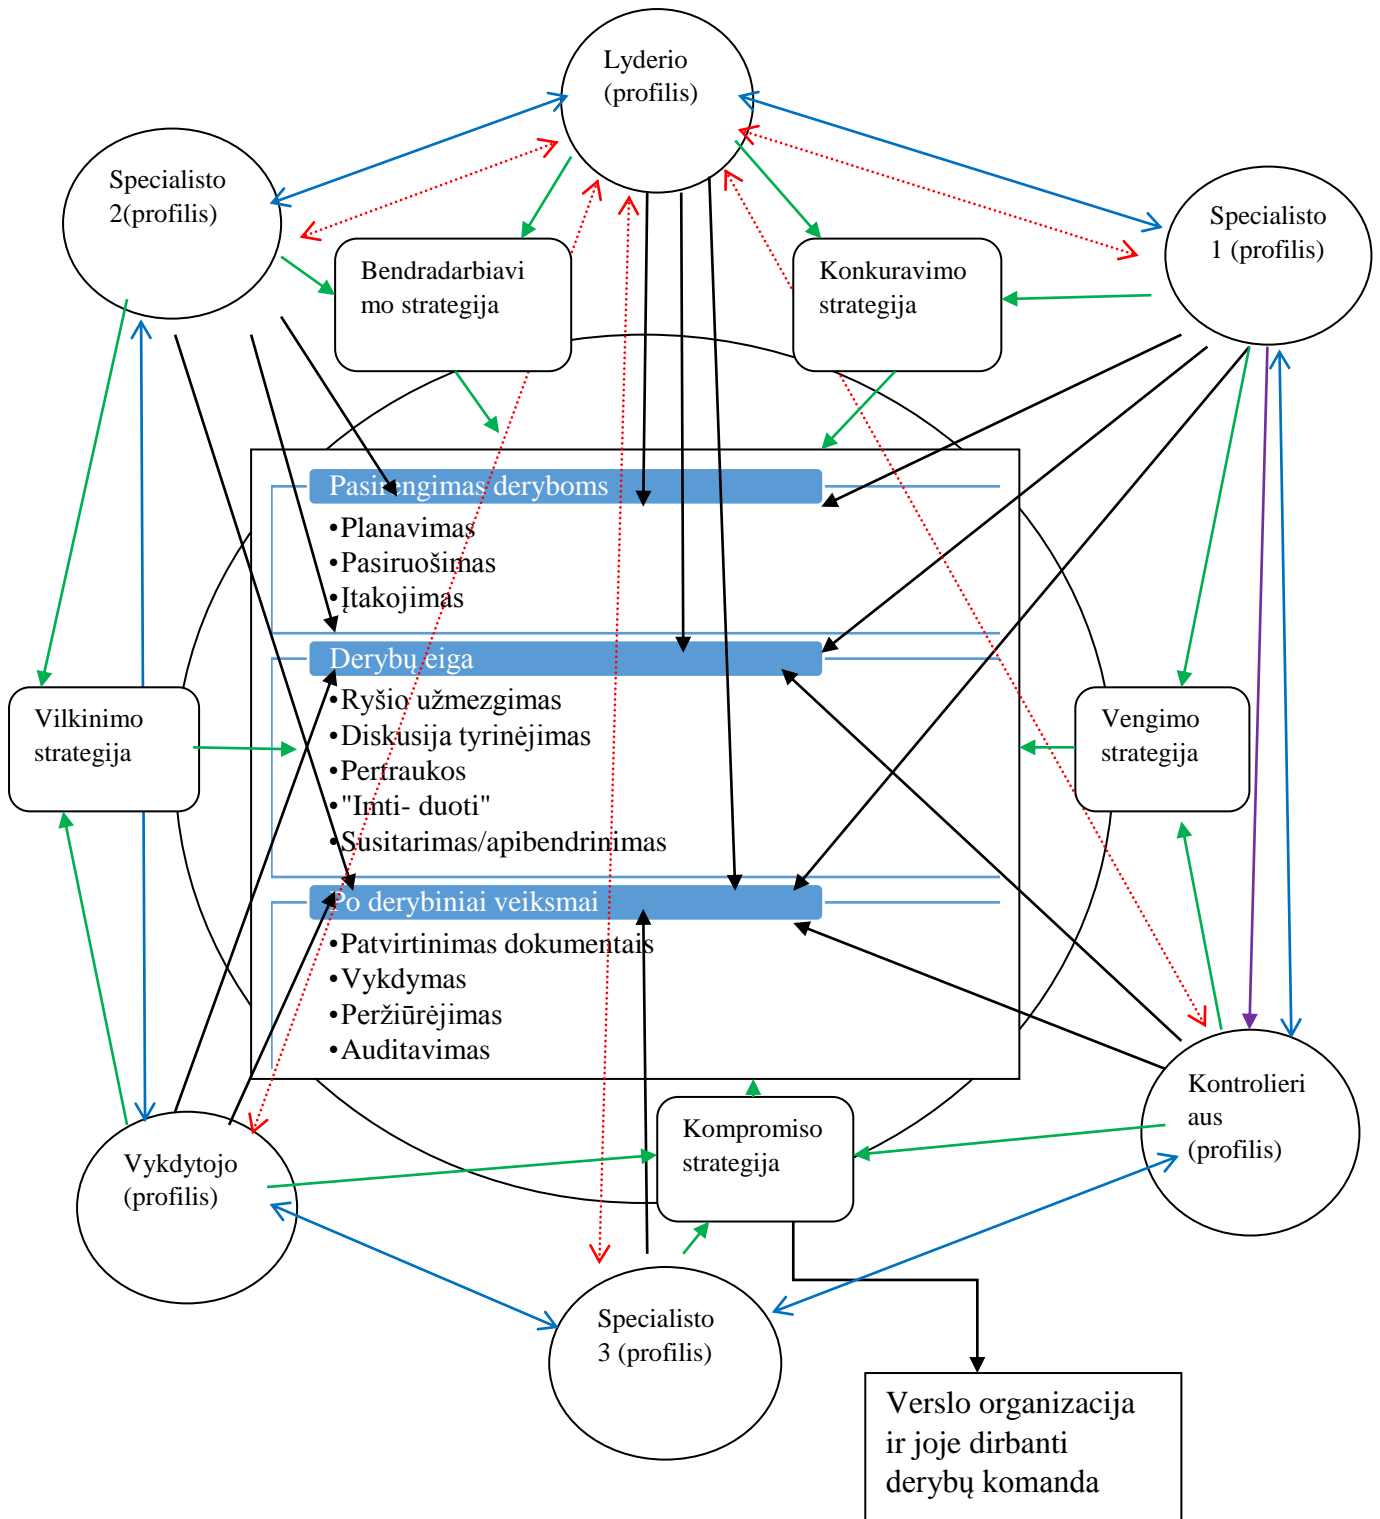 Lyderio
(profilis)
Specialisto
2(profilis)
Specialisto
1 (profilis)
Bendradarbiavi
mo strategija
Konkuravimo
strategija
Pasirengimas deryboms
•Planavimas
•Pasiruošimas
•Įtakojimas
Derybų eiga
•Ryšio užmezgimas
•Diskusija tyrinėjimas
•Pertraukos
•"Imti- duoti"
•Susitarimas/apibendrinimas
Po derybiniai veiksmai
•Patvirtinimas dokumentais
•Vykdymas
•Peržiūrėjimas
•Auditavimas
Vilkinimo
strategija
Vengimo
strategija
Kontrolieri
aus
(profilis)
Kompromiso
strategija
Vykdytojo
(profilis)
Specialisto
3 (profilis)
Verslo organizacija
ir joje dirbanti
derybų komanda